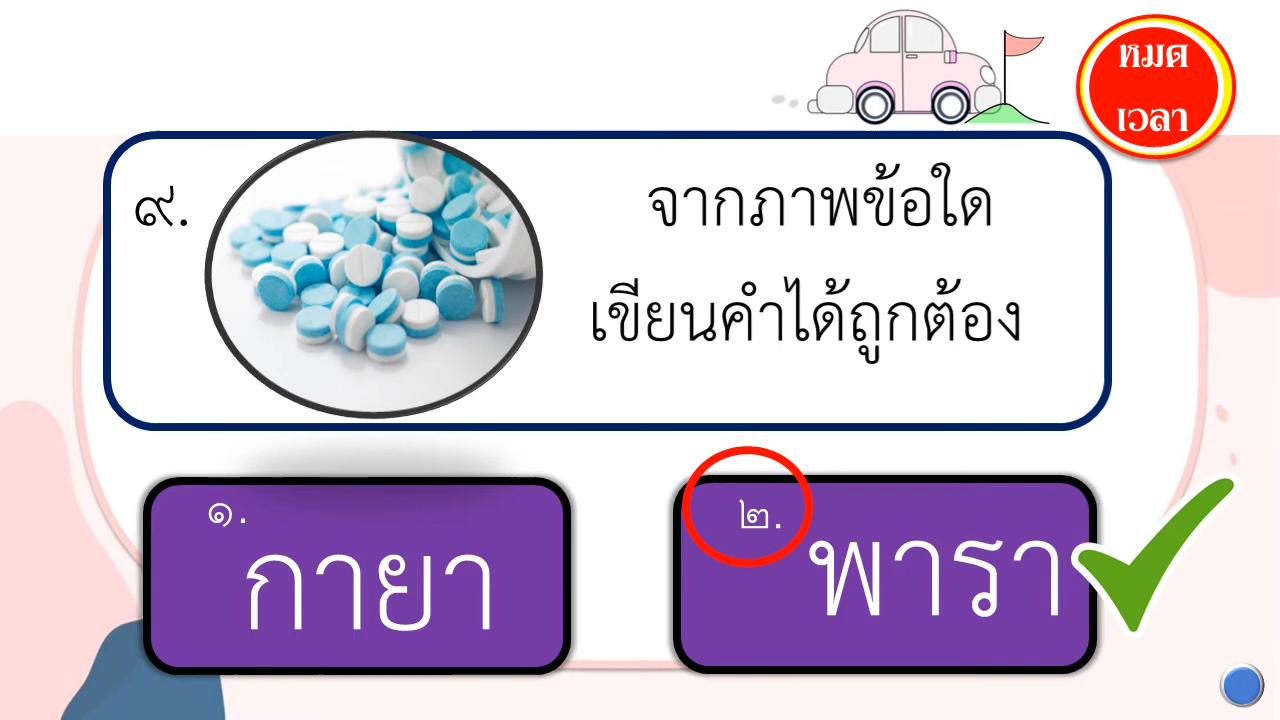 หมด
เวลา
๙.
จากภาพข้อใด
เขียนคำได้ถูกต้อง
๑.
กายา
๒.
พารา